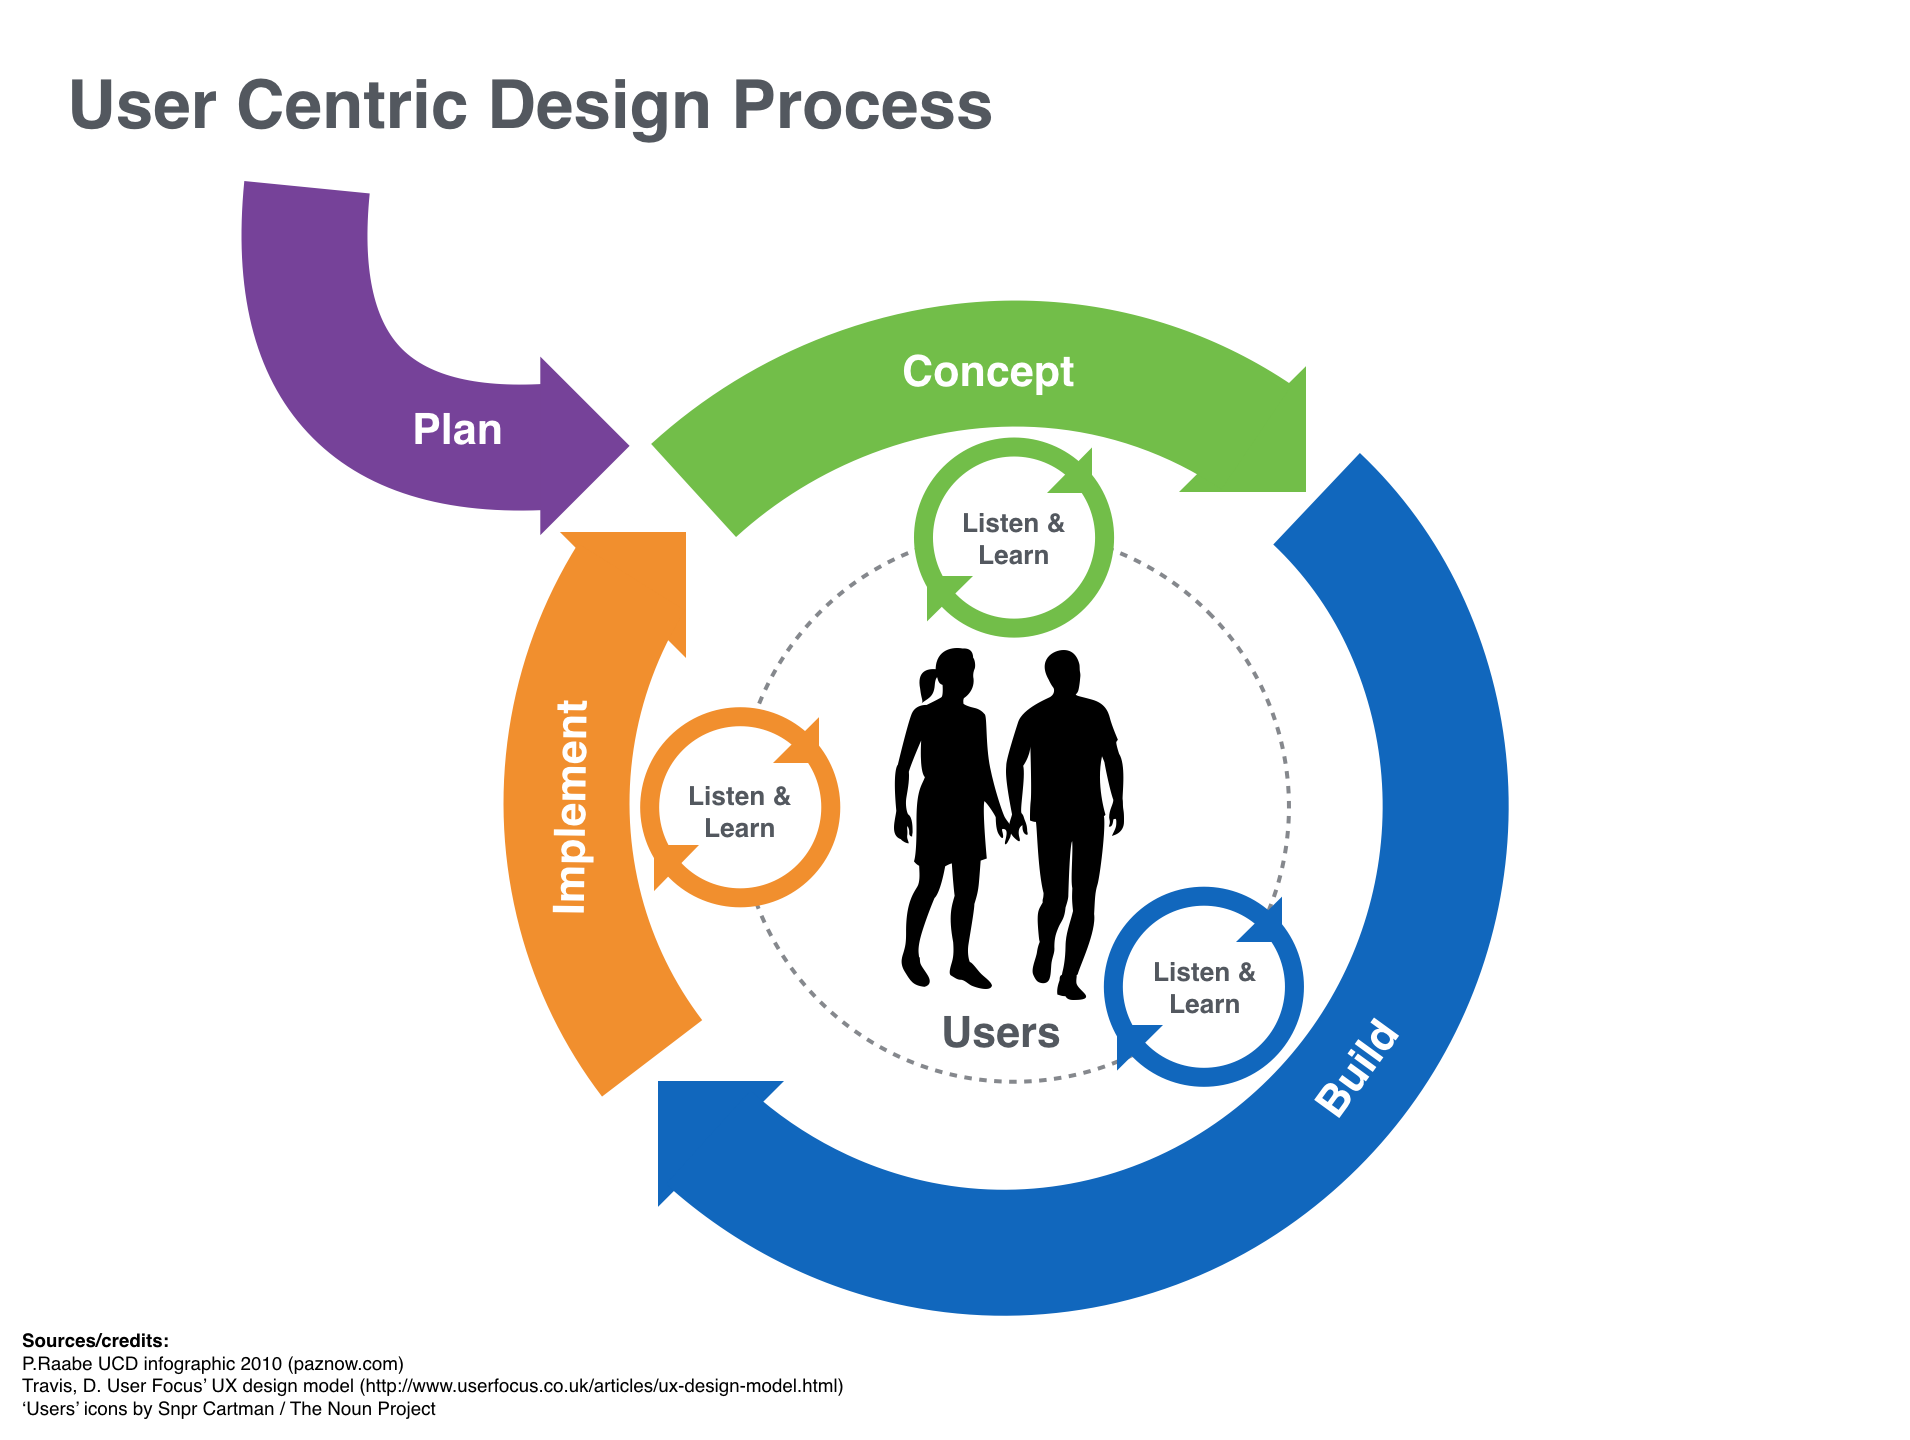 User Centric Design Process
Plan
Concept
Listen &
Learn
Implement
Listen &
Learn
Listen &
Learn
Users
Build
Sources/credits:
P.Raabe UCD infographic 2010 (paznow.com)
Travis, D. User Focus’ UX design model (http://www.userfocus.co.uk/articles/ux-design-model.html)
‘Users’ icons by Snpr Cartman / The Noun Project